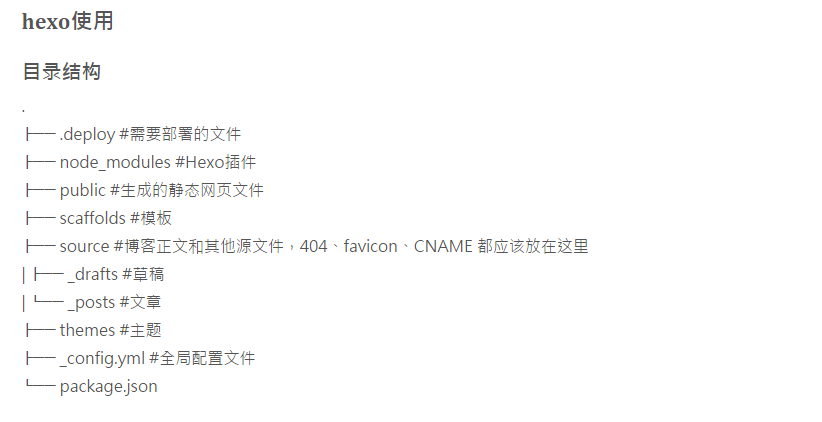 hexo使用
目录结构
.
├── .deploy #需要部署的文件
├── node_modules #Hexo插件
├── public #生成的静态网页文件
├── scaffolds #模板
├── source #博客正文和其他源文件，404、favicon、CNAME 都应该放在这里
| ├── _drafts #草稿
| └── _posts #文章
├── themes #主题
├── _config.yml #全局配置文件
└── package.json